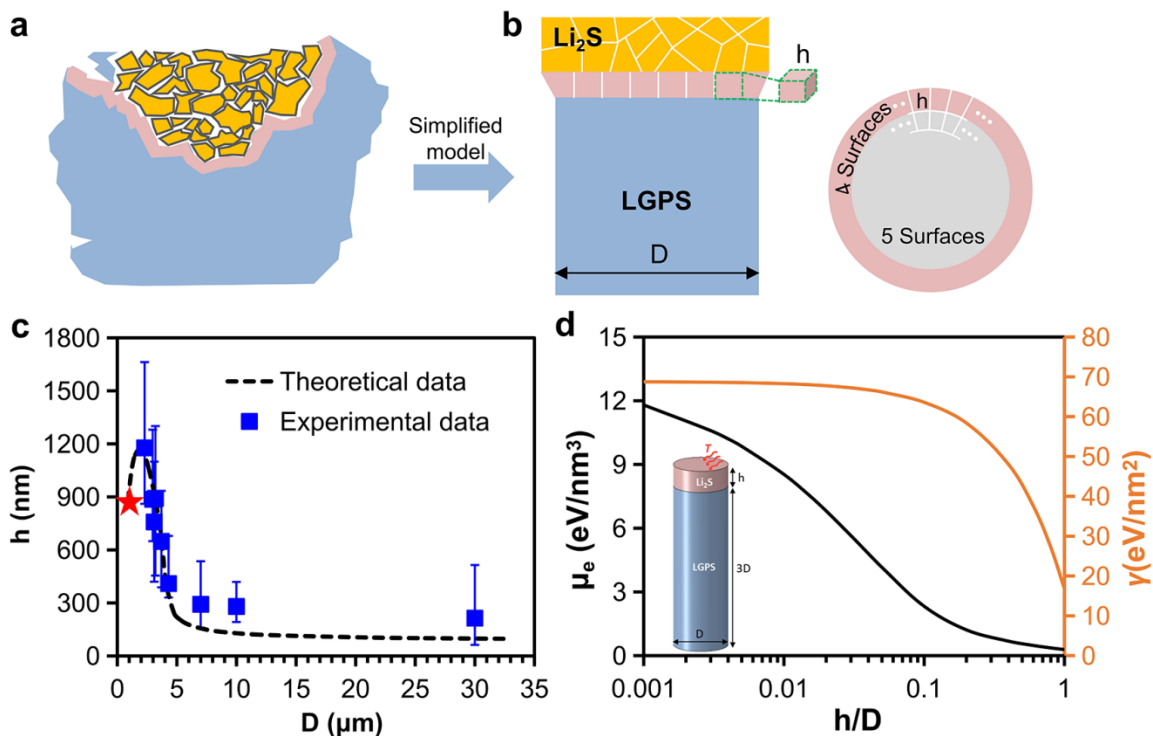 a
Simplified
model
b
Li₂S
h
LGPS
D
h
4 Surfaces
5 Surfaces
c
1800
1500
1200
900
600
300
0
h (nm)
Theoretical data
Experimental data
0 5 10 15 20 25 30 35
D (μm)
d
15
12
9
6
3
0
μₑ (eV/nm³)
T
Li₂S
h
LGPS
3D
D
80
70
60
50
40
30
20
10
0
γ(eV/nm²)
0.001 0.01 0.1 1
h/D